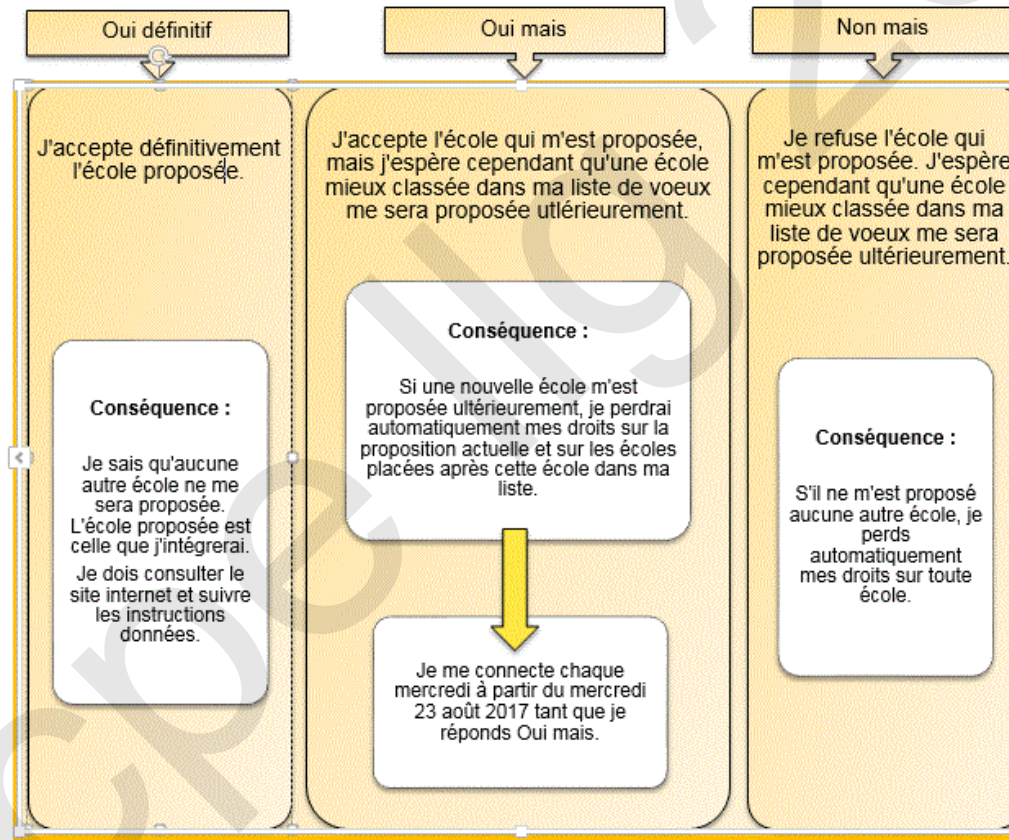 Oui définitif
Oui mais
Non mais
J'accepte définitivement
l'école proposée.
J'accepte l'école qui m'est proposée,
mais j'espère cependant qu'une école
mieux classée dans ma liste de voeux
me sera proposée utlérieurement.
Je refuse l'école qui
m'est proposée. J'espère
cependant qu'une école
mieux classée dans ma
liste de voeux me sera
proposée ultérieurement.
Conséquence :
Je sais qu'aucune
autre école ne me
sera proposée.
L'école proposée est
celle que j'intégrerai.
Je dois consulter le
site internet et suivre
les instructions
données.
Conséquence :
Si une nouvelle école m'est
proposée ultérieurement, je perdrai
automatiquement mes droits sur la
proposition actuelle et sur les écoles
placées après cette école dans ma
liste.
Je me connecte chaque
mercredi à partir du mercredi
23 août 2017 tant que je
réponds Oui mais.
Conséquence :
S'il ne m'est proposé
aucune autre école, je
perds
automatiquement
mes droits sur toute
école.